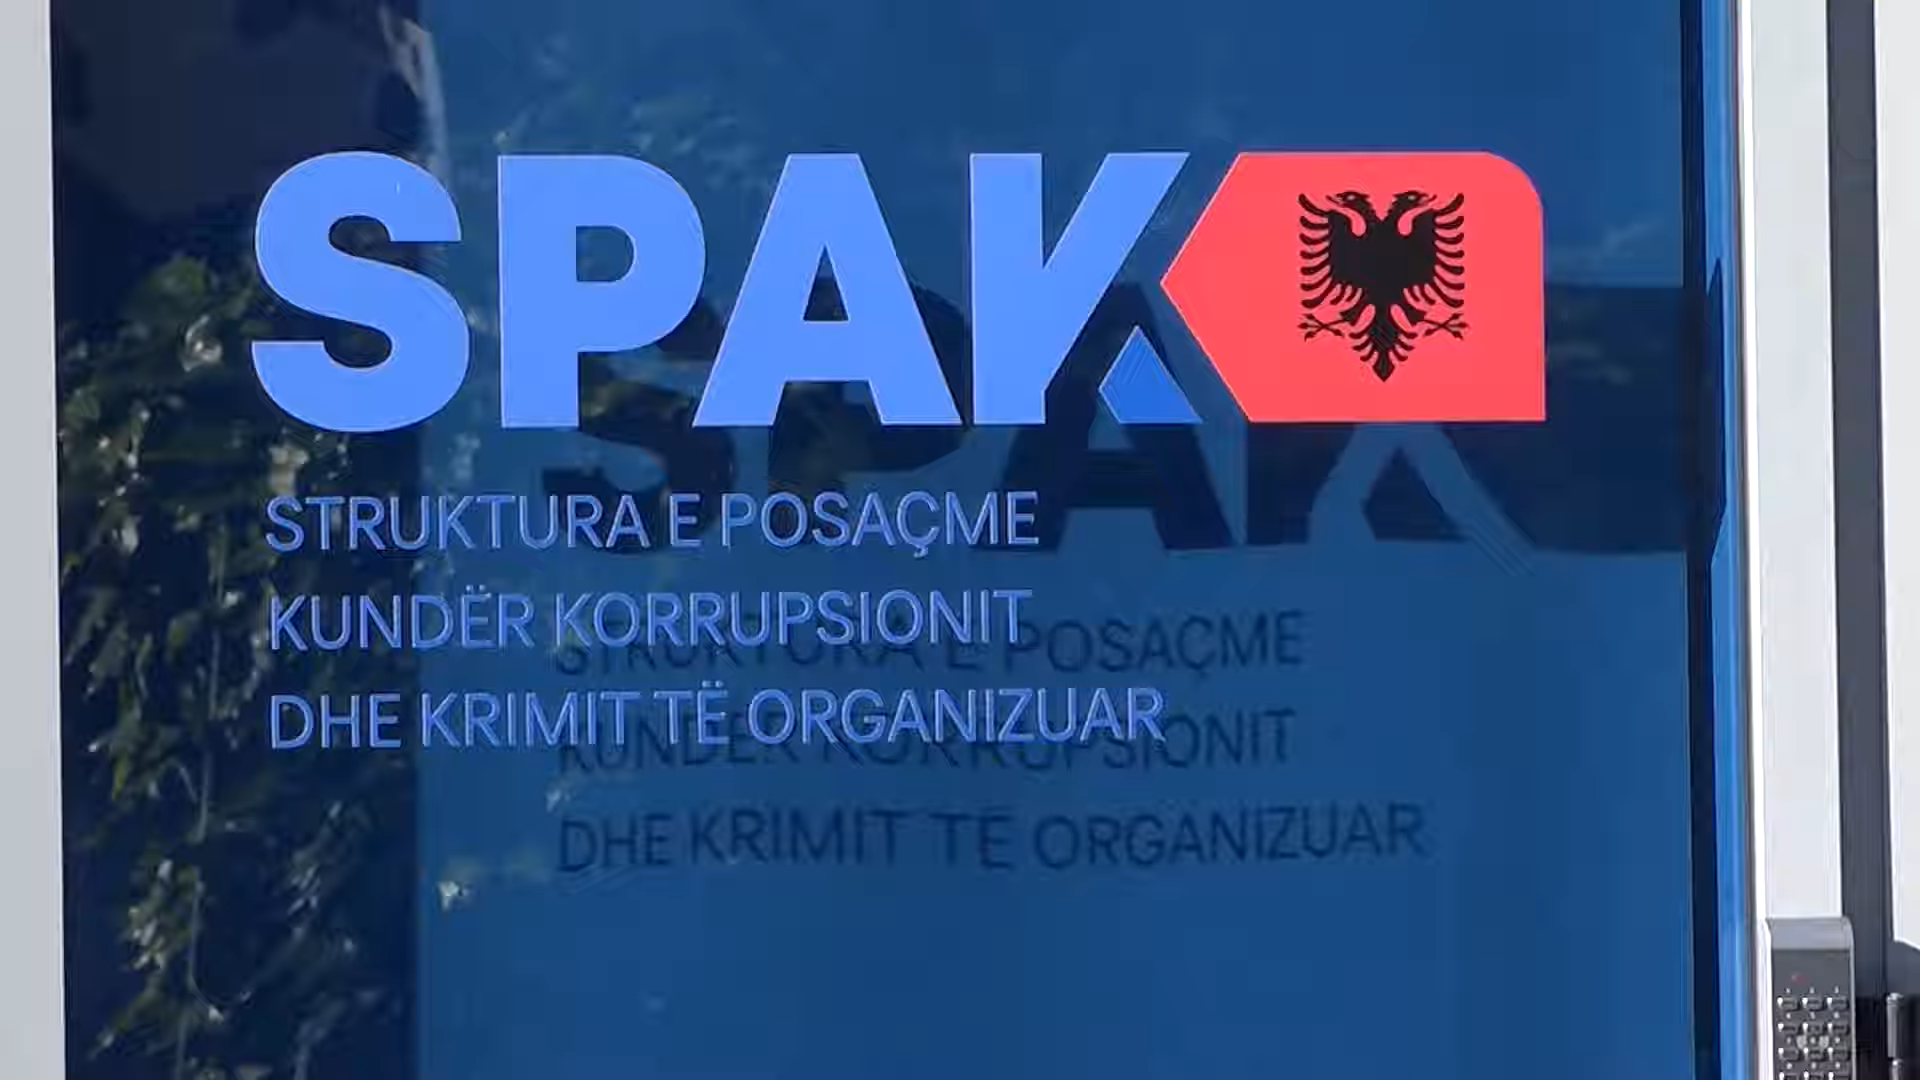 SPAK
STRUKTURA E POSAÇME
KUNDËR KORRUPSIONIT
DHE KRIMIT TË ORGANIZUAR